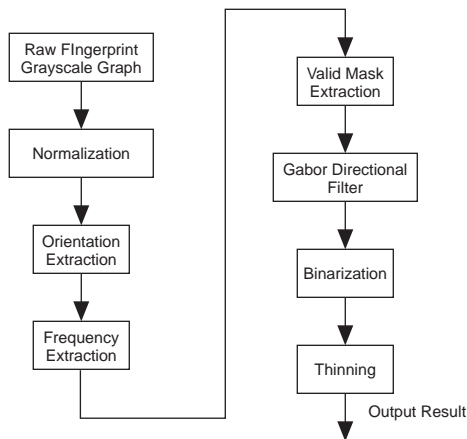 Raw FIngerprint
Grayscale Graph
Normalization
Orientation
Extraction
Frequency
Extraction
Valid Mask
Extraction
Gabor Directional
Filter
Binarization
Thinning
Output Result